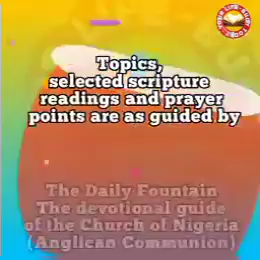 Topics,
selected scripture
readings and prayer
points are as guided by
The Daily Fountain
The devotional guide
of the Church of Nigeria
(Anglican Communion)